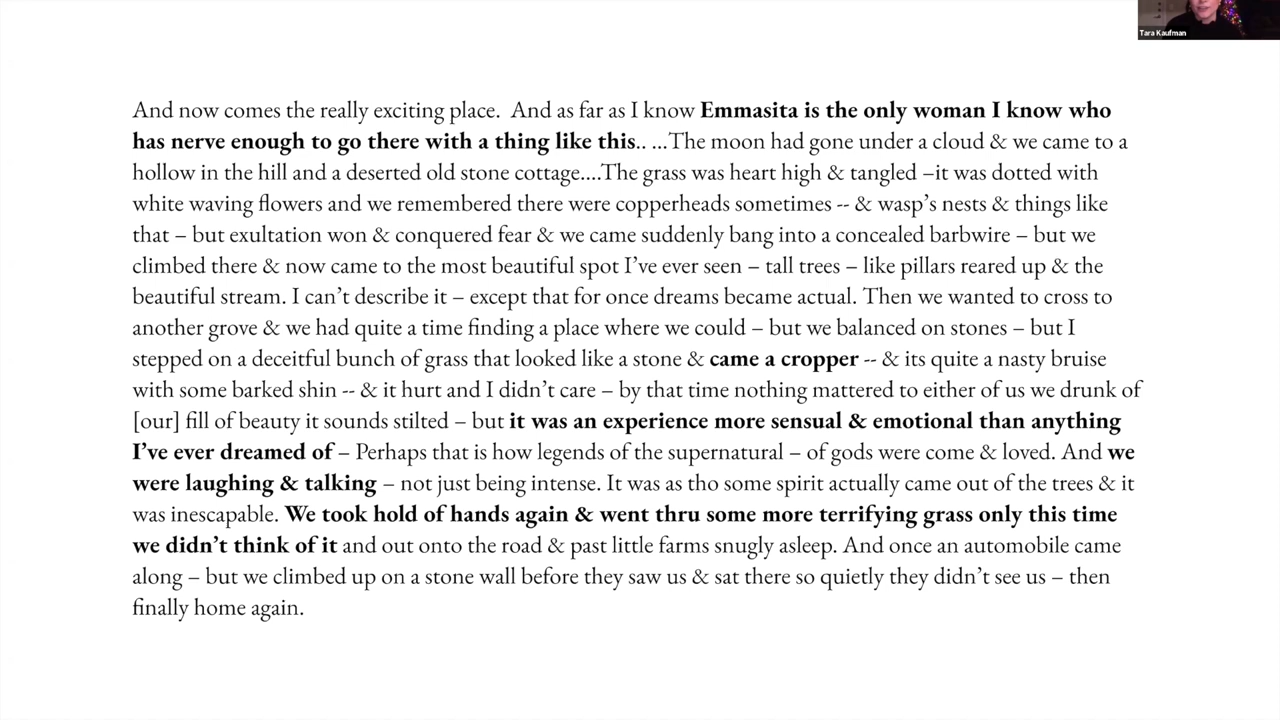 Tara Kaufman
And now comes the really exciting place.  And as far as I know Emmasita is the only woman I know who
has nerve enough to go there with a thing like this.. ...The moon had gone under a cloud & we came to a
hollow in the hill and a deserted old stone cottage....The grass was heart high & tangled –it was dotted with
white waving flowers and we remembered there were copperheads sometimes -- & wasp’s nests & things like
that – but exultation won & conquered fear & we came suddenly bang into a concealed barbwire – but we
climbed there & now came to the most beautiful spot I’ve ever seen – tall trees – like pillars reared up & the
beautiful stream. I can’t describe it – except that for once dreams became actual. Then we wanted to cross to
another grove & we had quite a time finding a place where we could – but we balanced on stones – but I
stepped on a deceitful bunch of grass that looked like a stone & came a cropper -- & its quite a nasty bruise
with some barked shin -- & it hurt and I didn’t care – by that time nothing mattered to either of us we drunk of
[our] fill of beauty it sounds stilted – but it was an experience more sensual & emotional than anything
I’ve ever dreamed of – Perhaps that is how legends of the supernatural – of gods were come & loved. And we
were laughing & talking – not just being intense. It was as tho some spirit actually came out of the trees & it
was inescapable. We took hold of hands again & went thru some more terrifying grass only this time
we didn’t think of it and out onto the road & past little farms snugly asleep. And once an automobile came
along – but we climbed up on a stone wall before they saw us & sat there so quietly they didn’t see us – then
finally home again.